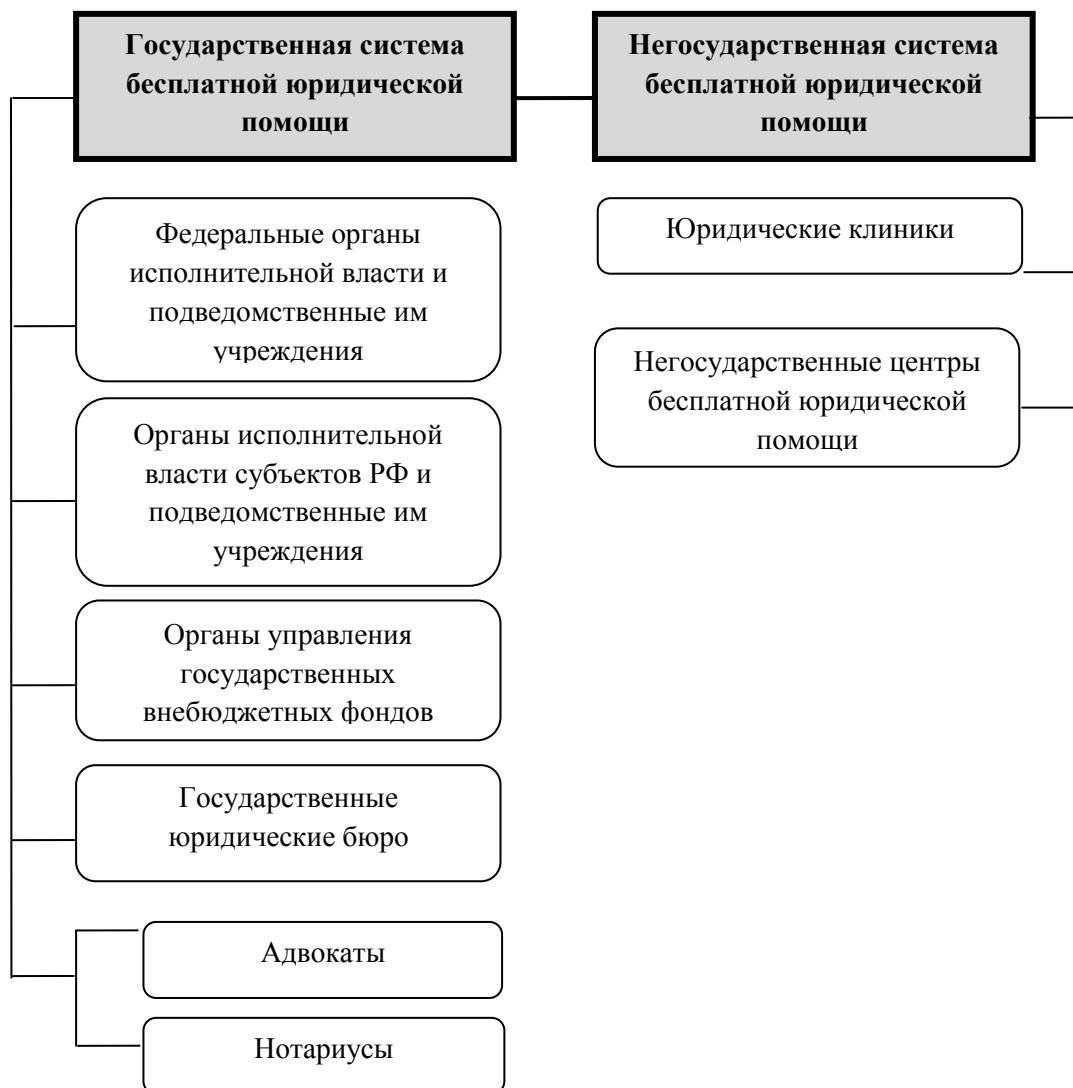 Государственная система
бесплатной юридической
помощи
Негосударственная система
бесплатной юридической
помощи
Федеральные органы
исполнительной власти и
подведомственные им
учреждения
Органы исполнительной
власти субъектов РФ и
подведомственные им
учреждения
Органы управления
государственных
внебюджетных фондов
Государственные
юридические бюро
Адвокаты
Нотариусы
Юридические клиники
Негосударственные центры
бесплатной юридической
помощи